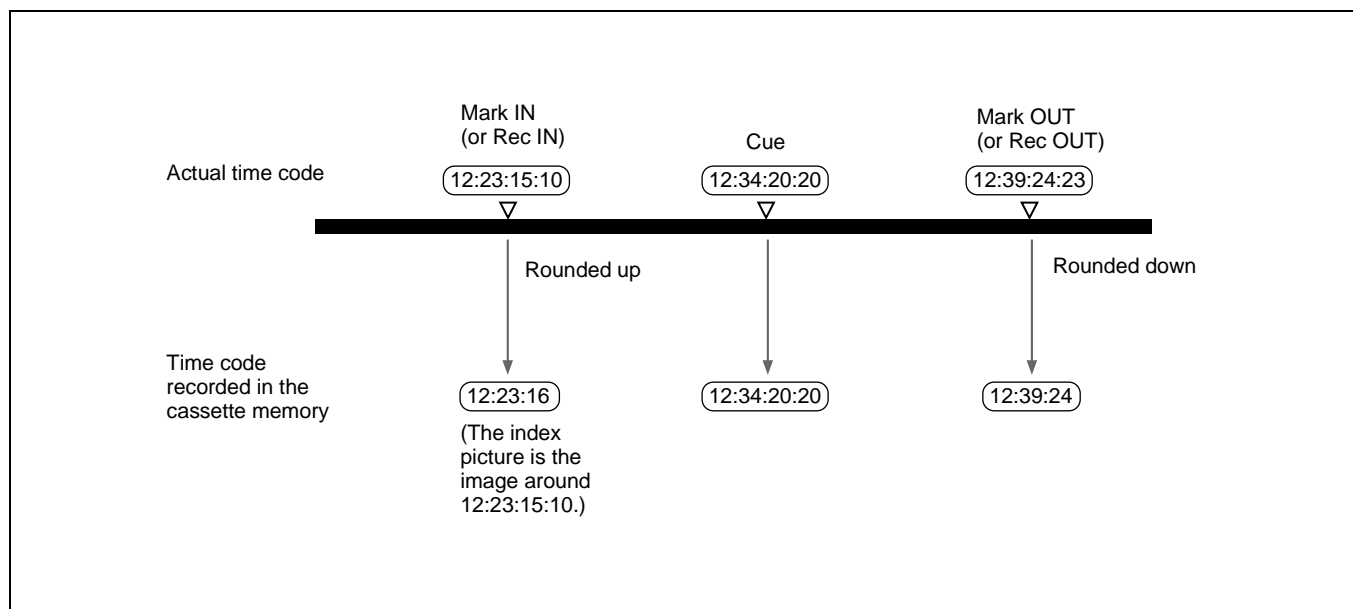 Mark IN
(or Rec IN)
Cue
Mark OUT
(or Rec OUT)
Actual time code
12:23:15:10
12:34:20:20
12:39:24:23
Rounded up
Rounded down
Time code
recorded in the
cassette memory
12:23:16
12:34:20:20
12:39:24
(The index
picture is the
image around
12:23:15:10.)